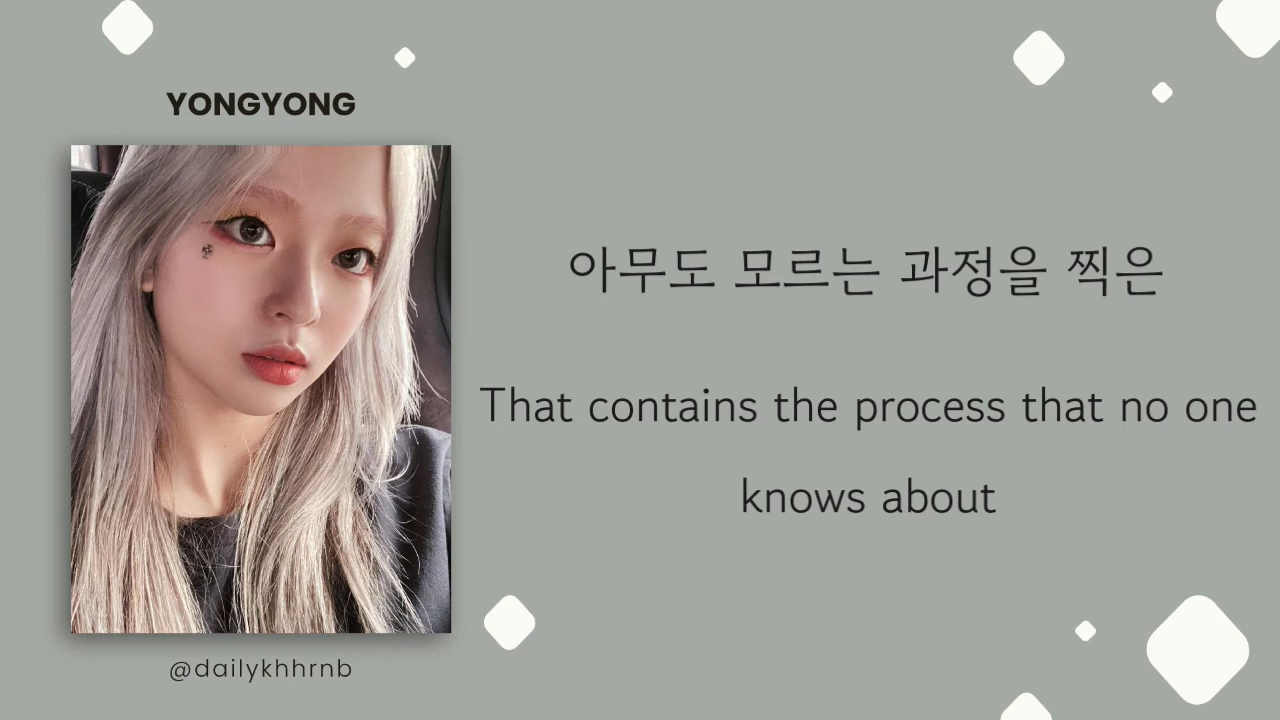 YONGYONG
아무도 모르는 과정을 찍은
That contains the process that no one
knows about
@dailykhhrnb